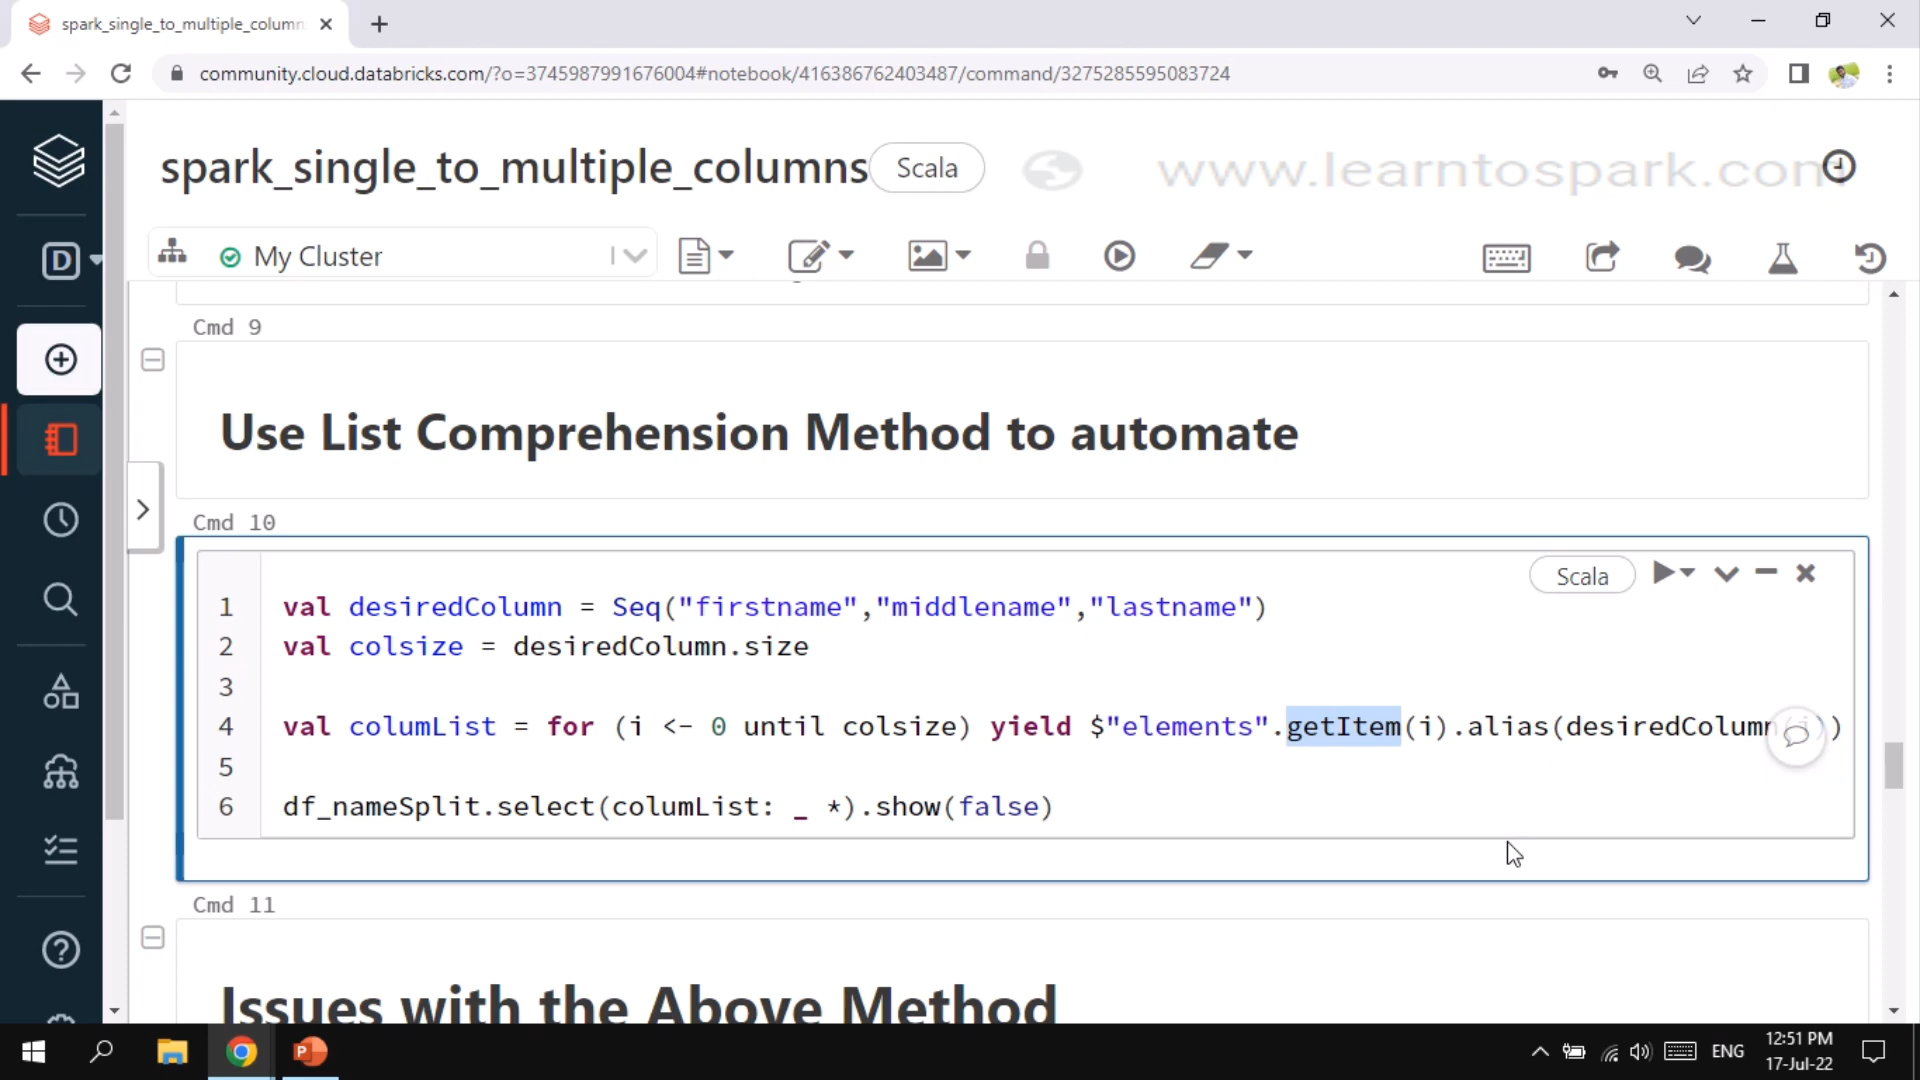 spark_single_to_multiple_column
community.cloud.databricks.com/?o=3745987991676004#notebook/416386762403487/command/3275285595083724
spark_single_to_multiple_columns
Scala
www.learntospark.com
D
My Cluster
Cmd 9
Use List Comprehension Method to automate
Cmd 10
Scala
1 val desiredColumn = Seq("firstname","middlename","lastname")
2 val colsize = desiredColumn.size
3
4 val columList = for (i <- 0 until colsize) yield $"elements".getItem(i).alias(desiredColumn(i))
5
6 df_nameSplit.select(columList: _ *).show(false)
Cmd 11
Issues with the Above Method
P
ENG
12:51 PM
17-Jul-22